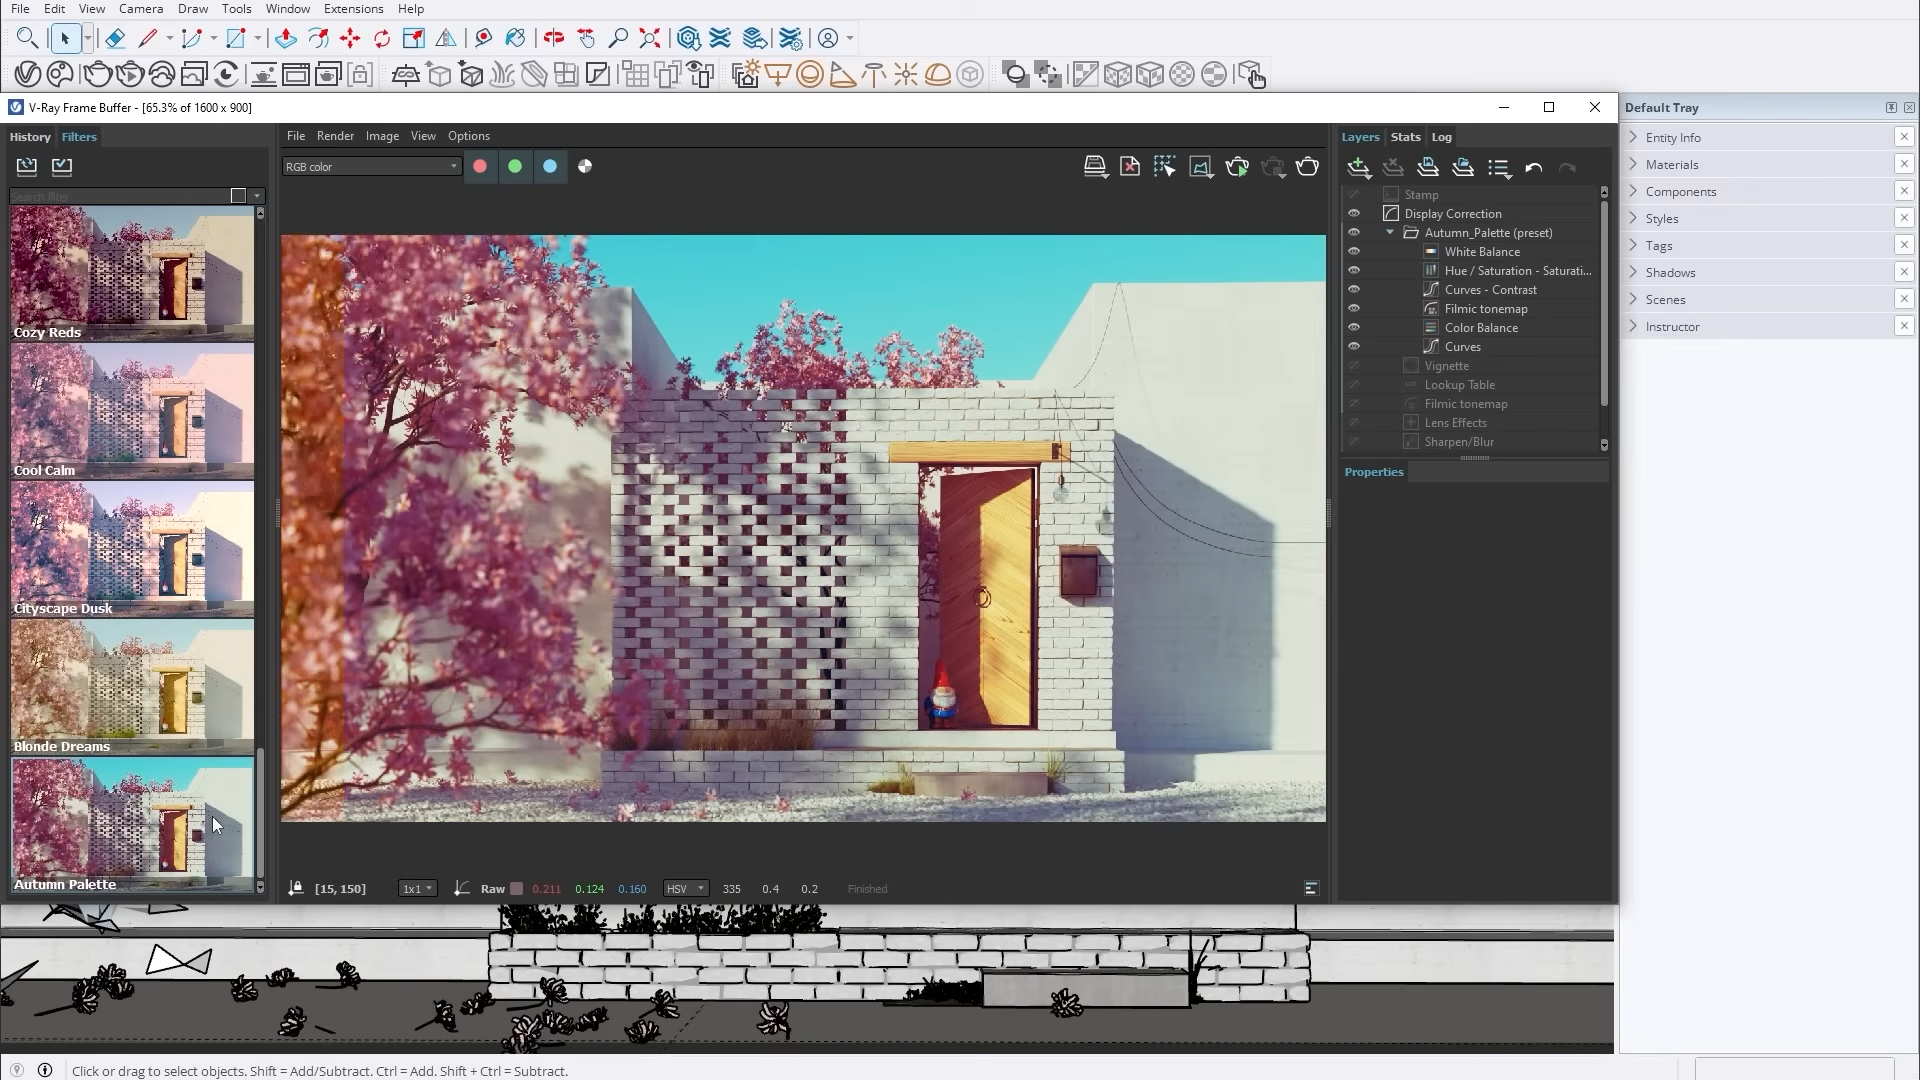 File Edit View Camera Draw Tools Window Extensions Help
V-Ray Frame Buffer - [65.3% of 1600 x 900]
Default Tray
History Filters
File Render Image View Options
Layers Stats Log
Entity Info
Materials
Components
Styles
Tags
Shadows
Scenes
Instructor
Search filter
RGB color
Stamp
Display Correction
Autumn_Palette (preset)
White Balance
Hue / Saturation - Saturati...
Curves - Contrast
Filmic tonemap
Color Balance
Curves
Vignette
Lookup Table
Filmic tonemap
Lens Effects
Sharpen/Blur
Properties
Cozy Reds
Cool Calm
Cityscape Dusk
Blonde Dreams
Autumn Palette
[15, 150] 1x1 Raw 0.211 0.124 0.160 HSV 335 0.4 0.2 Finished
Click or drag to select objects. Shift = Add/Subtract. Ctrl = Add. Shift + Ctrl = Subtract.